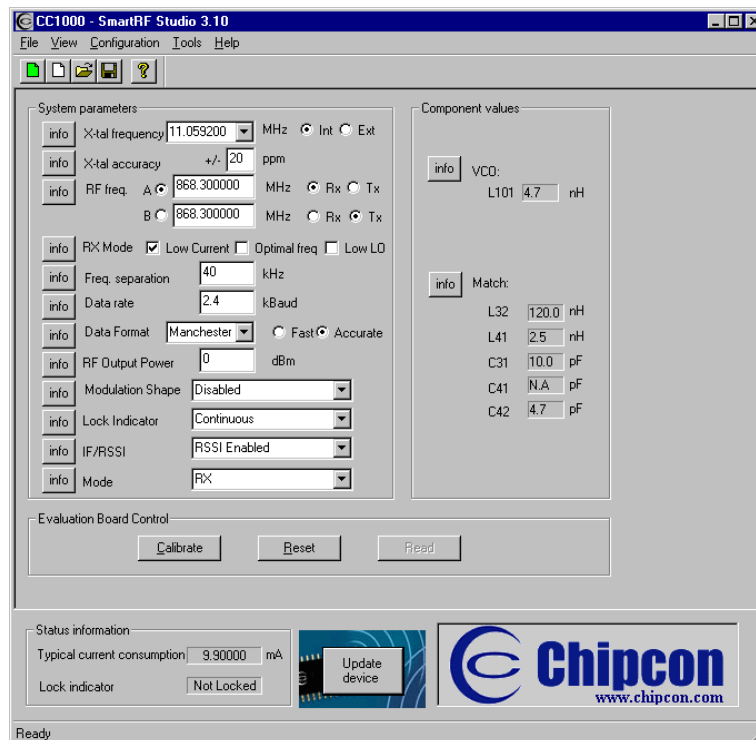 CC1000 - SmartRF Studio 3.10
File View Configuration Tools Help
System parameters
info X-tal frequency 11.059200 MHz Int Ext
info X-tal accuracy +/- 20 ppm
info RF freq. A 868.300000 MHz Rx Tx
B 868.300000 MHz Rx Tx
info RX Mode Low Current Optimal freq Low LO
info Freq. separation 40 kHz
info Data rate 2.4 kBaud
info Data Format Manchester Fast Accurate
info RF Output Power 0 dBm
info Modulation Shape Disabled
info Lock Indicator Continuous
info IF/RSSI RSSI Enabled
info Mode RX
Component values
info VCO:
L101 4.7 nH
info Match:
L32 120.0 nH
L41 2.5 nH
C31 10.0 pF
C41 N.A pF
C42 4.7 pF
Evaluation Board Control
Calibrate Reset Read
Status information
Typical current consumption 9.90000 mA
Lock indicator Not Locked
Update
device
Chipcon
www.chipcon.com
Ready